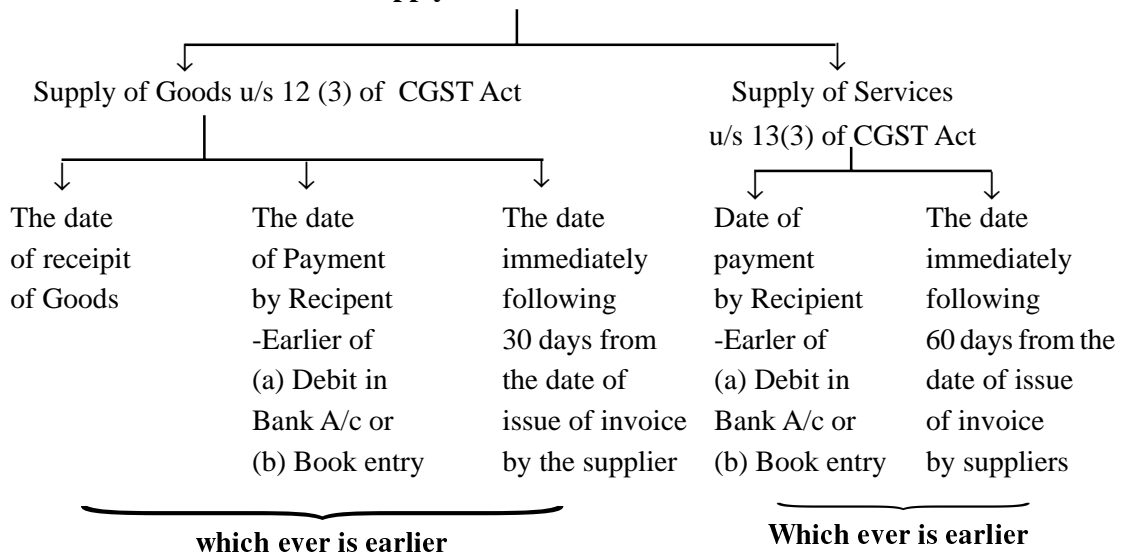 Supply of Goods u/s 12 (3) of CGST Act
Supply of Services
u/s 13(3) of CGST Act
The date
of receipit
of Goods
The date
of Payment
by Recipent
-Earlier of
(a) Debit in
Bank A/c or
(b) Book entry
The date
immediately
following
30 days from
the date of
issue of invoice
by the supplier
Date of
payment
by Recipient
-Earler of
(a) Debit in
Bank A/c or
(b) Book entry
The date
immediately
following
60 days from the
date of issue
of invoice
by suppliers
which ever is earlier
Which ever is earlier